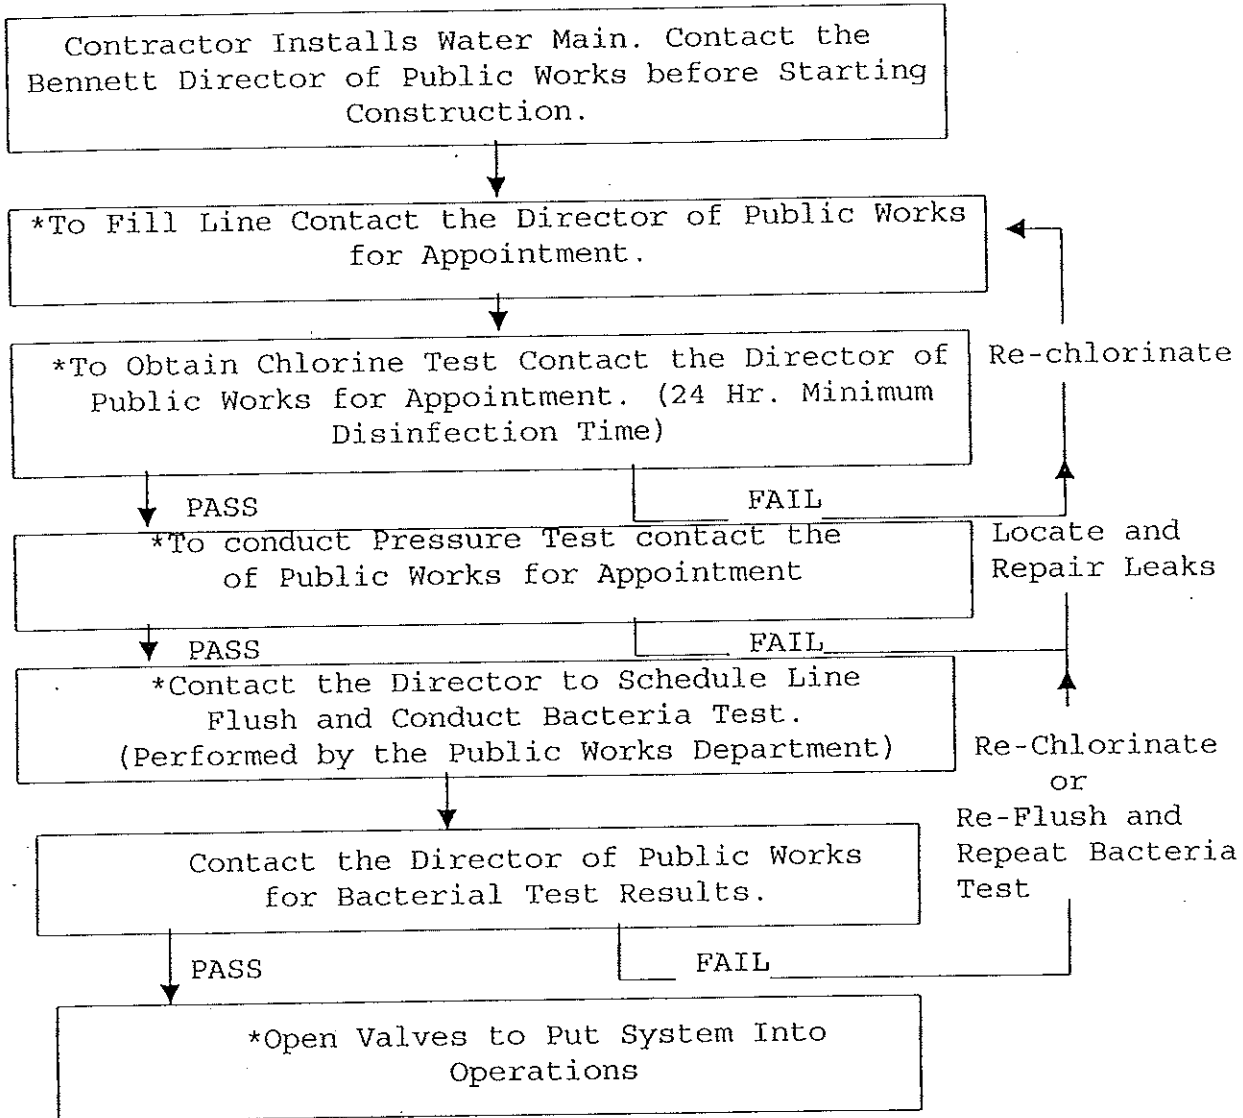 Contractor Installs Water Main. Contact the
Bennett Director of Public Works before Starting
Construction.
*To Fill Line Contact the Director of Public Works
for Appointment.
*To Obtain Chlorine Test Contact the Director of
Public Works for Appointment. (24 Hr. Minimum
Disinfection Time)
Re-chlorinate
PASS
FAIL
*To conduct Pressure Test contact the
of Public Works for Appointment
Locate and
Repair Leaks
PASS
FAIL
*Contact the Director to Schedule Line
Flush and Conduct Bacteria Test.
(Performed by the Public Works Department)
Re-Chlorinate
or
Re-Flush and
Repeat Bacteria
Test
Contact the Director of Public Works
for Bacterial Test Results.
PASS
FAIL
*Open Valves to Put System Into
Operations